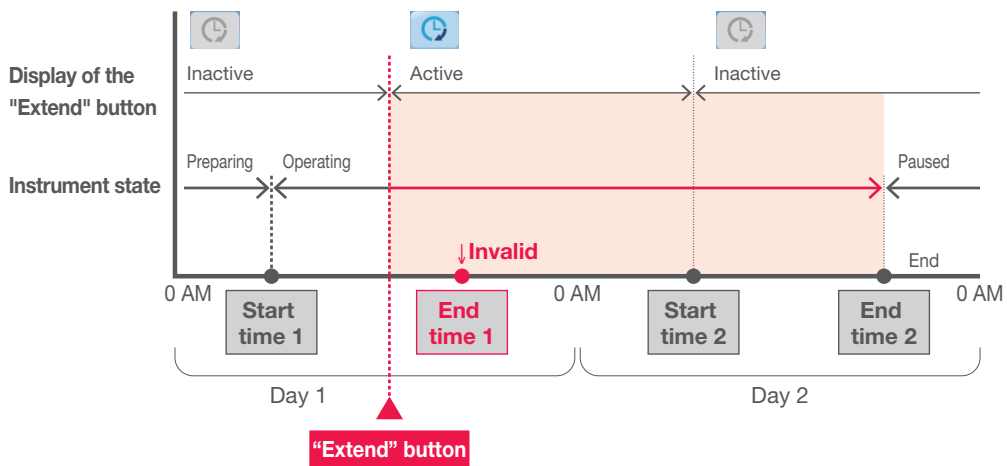 Display of the
"Extend" button
Inactive
Active
Inactive
Instrument state
Preparing
Operating
Paused
↓Invalid
End
0 AM
0 AM
0 AM
Start
time 1
End
time 1
Start
time 2
End
time 2
Day 1
Day 2
“Extend” button